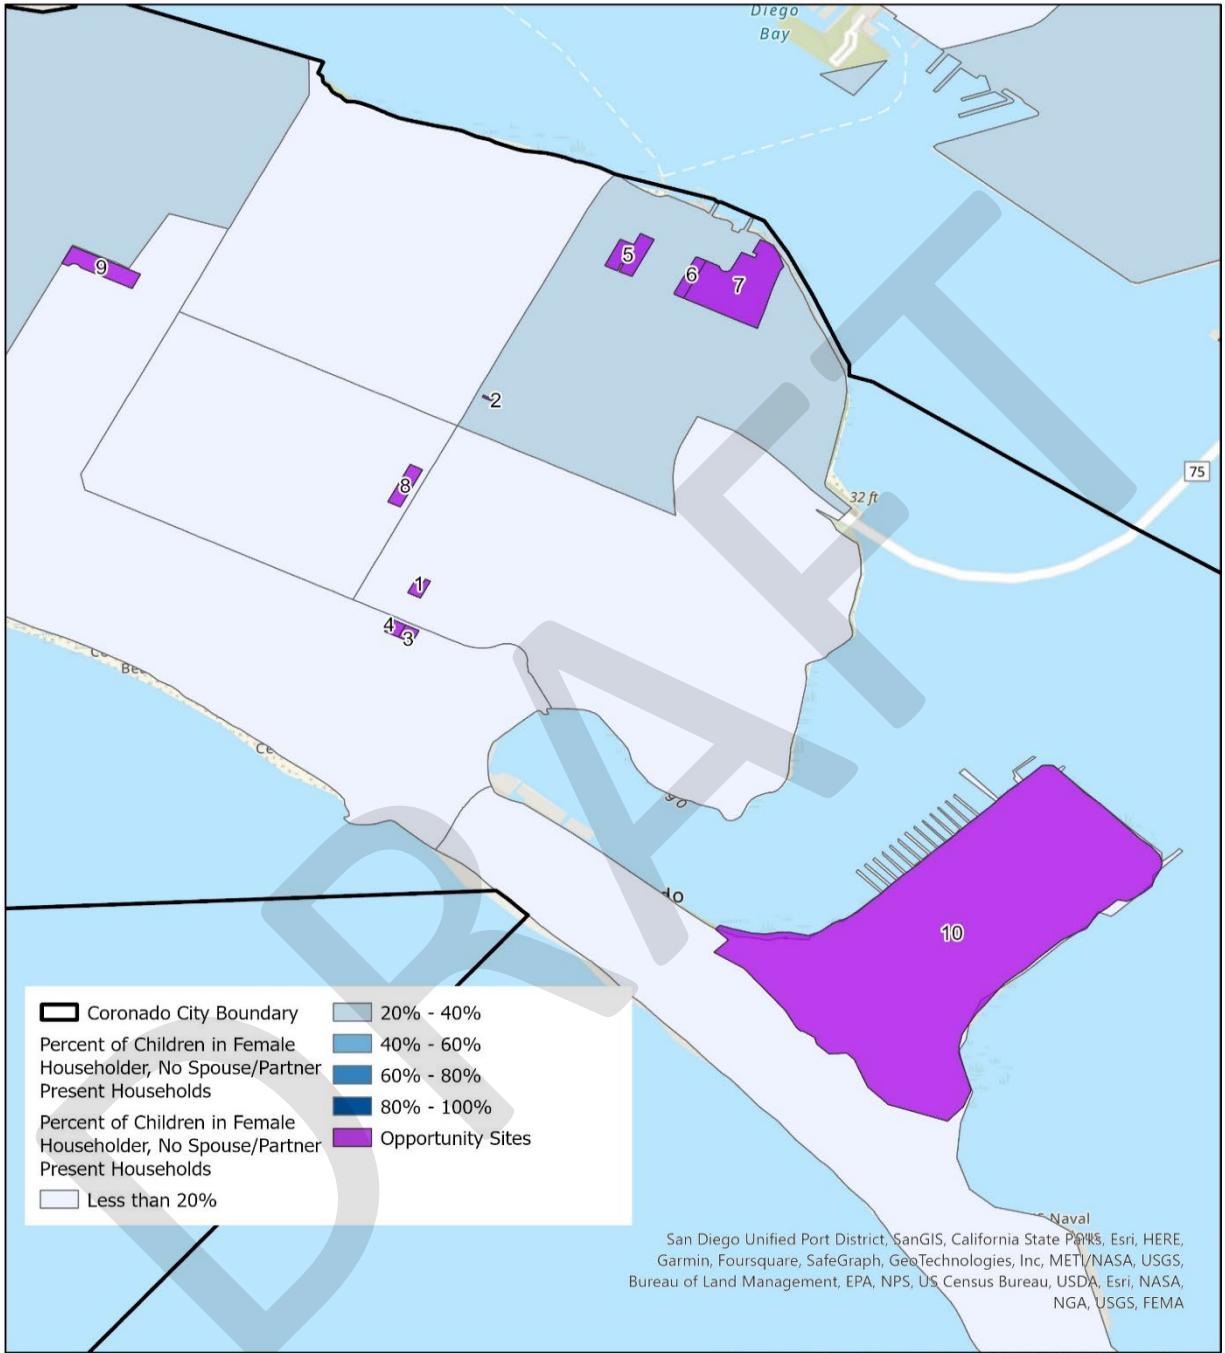 Diego
Bay
9
5
6
7
2
75
8
32 ft
1
4
3
10
Coronado City Boundary
Percent of Children in Female
Householder, No Spouse/Partner
Present Households
Percent of Children in Female
Householder, No Spouse/Partner
Present Households
Less than 20%
20% - 40%
40% - 60%
60% - 80%
80% - 100%
Opportunity Sites
Naval
San Diego Unified Port District, SanGIS, California State Parks, Esri, HERE,
Garmin, Foursquare, SafeGraph, GeoTechnologies, Inc, METI/NASA, USGS,
Bureau of Land Management, EPA, NPS, US Census Bureau, USDA, Esri, NASA,
NGA, USGS, FEMA
DRAFT